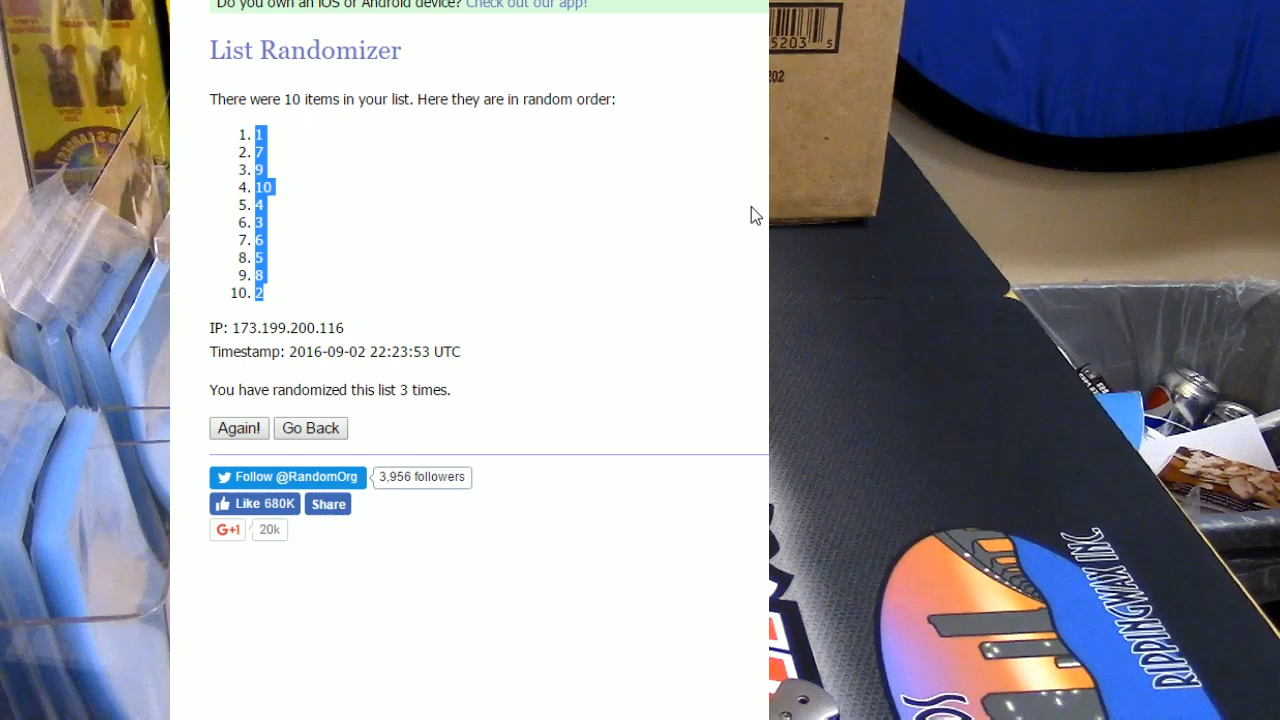 Do you own an iOS or Android device? Check out our app!
List Randomizer
There were 10 items in your list. Here they are in random order:
1. 1
2. 7
3. 9
4. 10
5. 4
6. 3
7. 6
8. 5
9. 8
10. 2
IP: 173.199.200.116
Timestamp: 2016-09-02 22:23:53 UTC
You have randomized this list 3 times.
Again! Go Back
Follow @RandomOrg 3,956 followers
Like 680K Share
G+1 20k
5203 5
202
RIPPINGWAX INC.